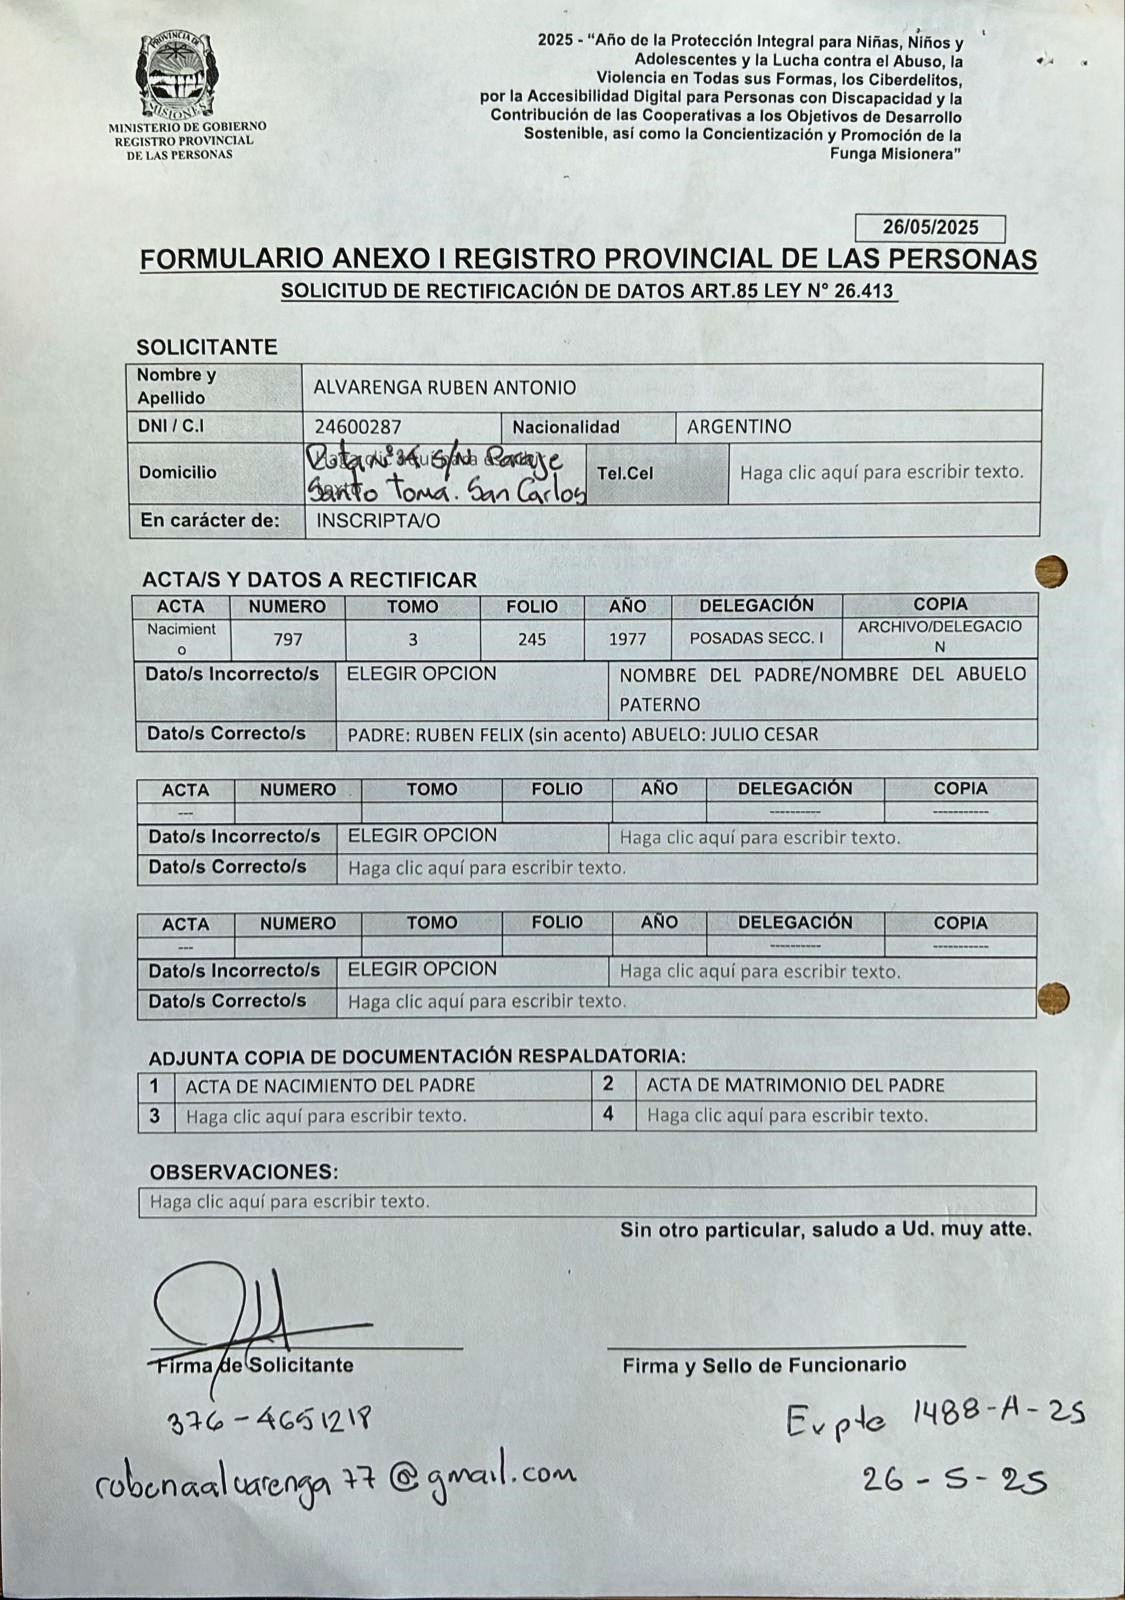 PROVINCIA DE
MISIONES
MINISTERIO DE GOBIERNO
REGISTRO PROVINCIAL
DE LAS PERSONAS
2025 - “Año de la Protección Integral para Niñas, Niños y
Adolescentes y la Lucha contra el Abuso, la
Violencia en Todas sus Formas, los Ciberdelitos,
por la Accesibilidad Digital para Personas con Discapacidad y la
Contribución de las Cooperativas a los Objetivos de Desarrollo
Sostenible, así como la Concientización y Promoción de la
Funga Misionera”
26/05/2025
FORMULARIO ANEXO I REGISTRO PROVINCIAL DE LAS PERSONAS
SOLICITUD DE RECTIFICACIÓN DE DATOS ART.85 LEY N° 26.413
SOLICITANTE
Nombre y
Apellido
ALVARENGA RUBEN ANTONIO
DNI / C.I
24600287
Nacionalidad
ARGENTINO
Domicilio
Ruta N° S/N Paraje
Santo Tomá. San Carlos
Tel.Cel
Haga clic aquí para escribir texto.
En carácter de:
INSCRIPTA/O
ACTA/S Y DATOS A RECTIFICAR
ACTA NUMERO TOMO FOLIO AÑO DELEGACIÓN COPIA
Nacimient
o
797 3 245 1977 POSADAS SECC. I
ARCHIVO/DELEGACIO
N
Dato/s Incorrecto/s ELEGIR OPCION
NOMBRE DEL PADRE/NOMBRE DEL ABUELO
PATERNO
Dato/s Correcto/s PADRE: RUBEN FELIX (sin acento) ABUELO: JULIO CESAR
ACTA NUMERO TOMO FOLIO AÑO DELEGACIÓN COPIA
--- ---------- -----------
Dato/s Incorrecto/s ELEGIR OPCION Haga clic aquí para escribir texto.
Dato/s Correcto/s Haga clic aquí para escribir texto.
ACTA NUMERO TOMO FOLIO AÑO DELEGACIÓN COPIA
--- ---------- -----------
Dato/s Incorrecto/s ELEGIR OPCION Haga clic aquí para escribir texto.
Dato/s Correcto/s Haga clic aquí para escribir texto.
ADJUNTA COPIA DE DOCUMENTACIÓN RESPALDATORIA:
1 ACTA DE NACIMIENTO DEL PADRE 2 ACTA DE MATRIMONIO DEL PADRE
3 Haga clic aquí para escribir texto. 4 Haga clic aquí para escribir texto.
OBSERVACIONES:
Haga clic aquí para escribir texto.
Sin otro particular, saludo a Ud. muy atte.
Firma de Solicitante
Firma y Sello de Funcionario
376-4651218
Expte 1488-A-25
robenaalvarenga77@gmail.com
26-5-25